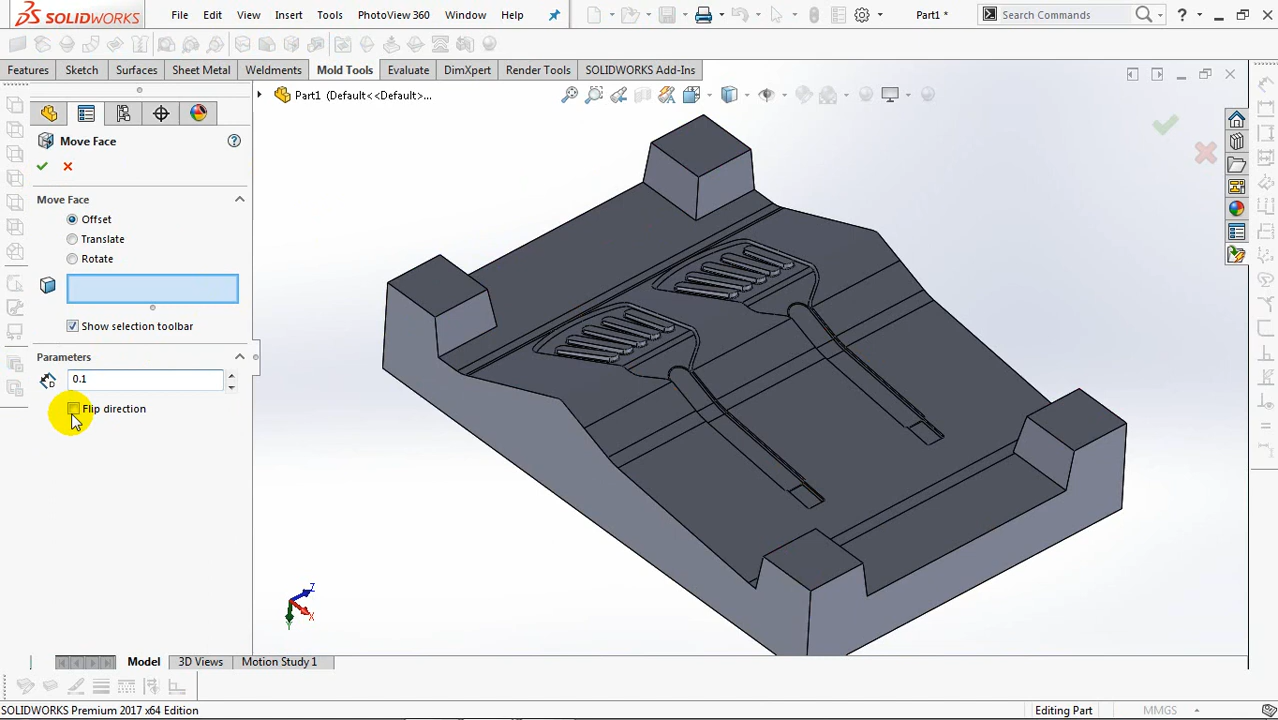 SOLIDWORKS File Edit View Insert Tools PhotoView 360 Window Help Part1 * Search Commands ?
Features Sketch Surfaces Sheet Metal Weldments Mold Tools Evaluate DimXpert Render Tools SOLIDWORKS Add-Ins
Part1 (Default<<Default>...
Move Face
Move Face
Offset
Translate
Rotate
Show selection toolbar
Parameters
0.1
Flip direction
Z
X
Y
Model 3D Views Motion Study 1
SOLIDWORKS Premium 2017 x64 Edition Editing Part MMGS